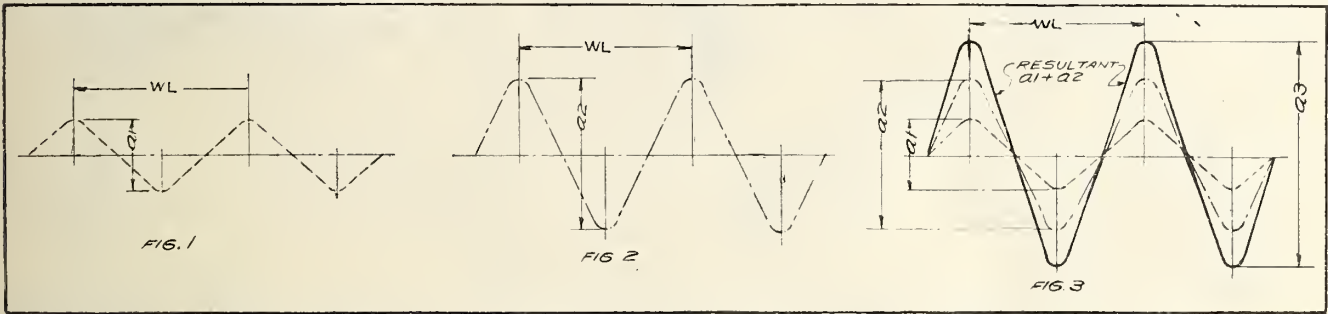 WL
a1
FIG. 1
WL
a2
FIG 2
WL
RESULTANT
a1+a2
a2
a1
a3
FIG. 3